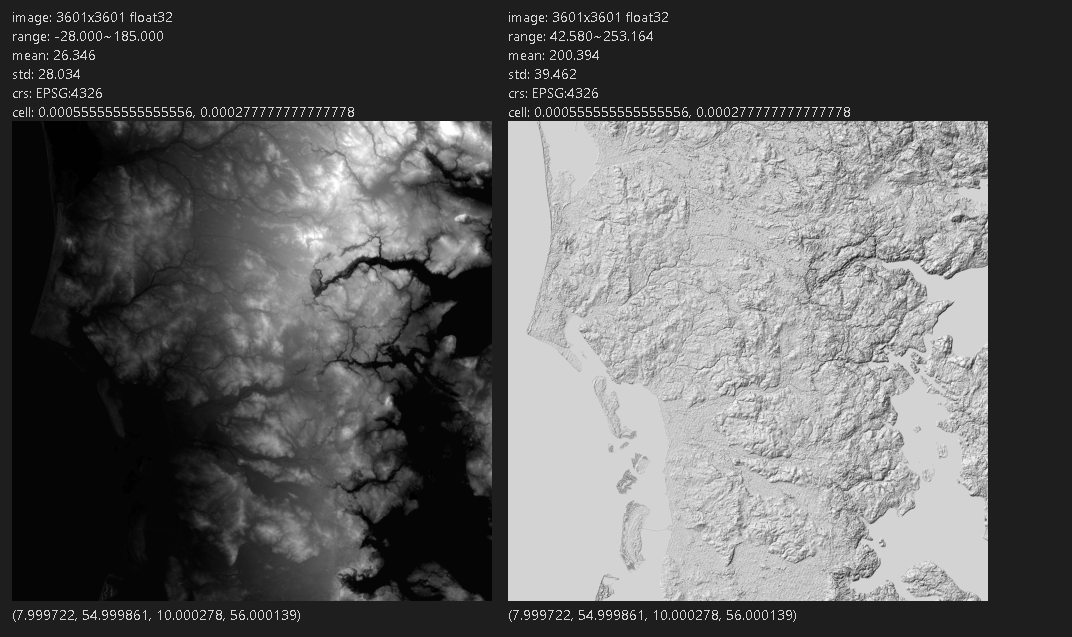 image: 3601x3601 float32
range: -28.000~185.000
mean: 26.346
std: 28.034
crs: EPSG:4326
cell: 0.000555555555555556, 0.000277777777777778
(7.999722, 54.999861, 10.000278, 56.000139)
image: 3601x3601 float32
range: 42.580~253.164
mean: 200.394
std: 39.462
crs: EPSG:4326
cell: 0.000555555555555556, 0.000277777777777778
(7.999722, 54.999861, 10.000278, 56.000139)